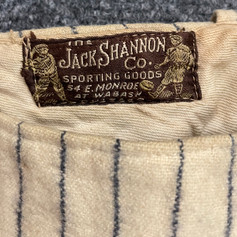 THE
JACK SHANNON
CO.
SPORTING GOODS
54 E. MONROE
AT WABASH